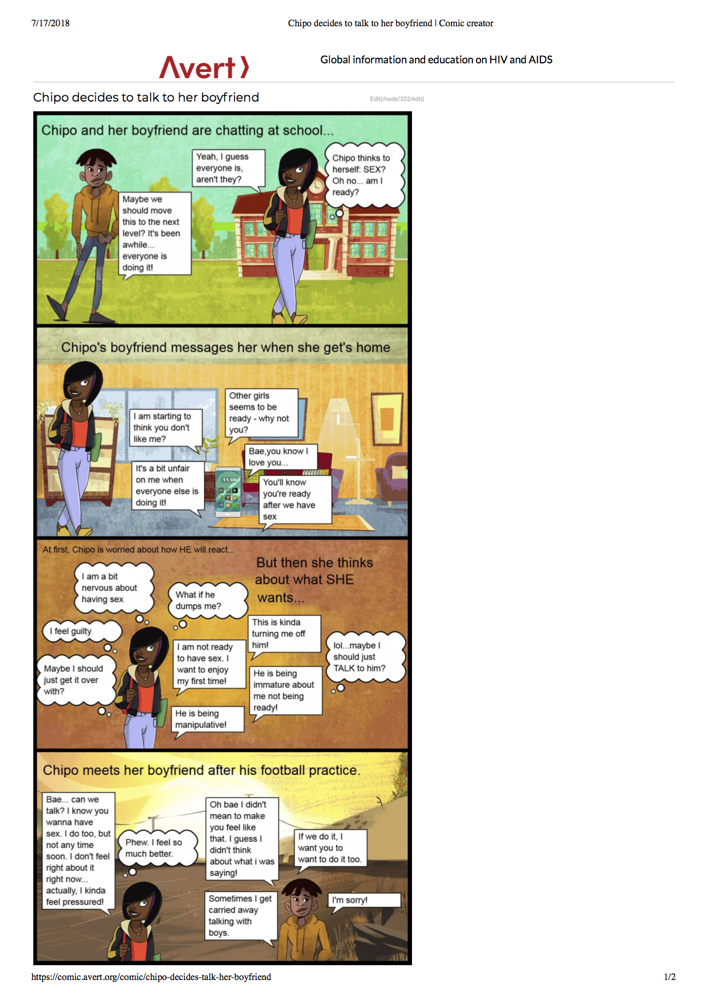 7/17/2018
Chipo decides to talk to her boyfriend | Comic creator
Avert
Global information and education on HIV and AIDS
Chipo decides to talk to her boyfriend
Edit(/node/102/edit)
Chipo and her boyfriend are chatting at school...
Maybe we
should move
this to the next
level? It's been
awhile...
everyone is
doing it!
Yeah, I guess
everyone is,
aren't they?
Chipo thinks to
herself: SEX?
Oh no... am I
ready?
Chipo's boyfriend messages her when she get's home
I am starting to
think you don't
like me?
Other girls
seems to be
ready - why not
you?
Bae,you know I
love you...
It's a bit unfair
on me when
everyone else is
doing it!
11:00
You'll know
you're ready
after we have
sex
At first, Chipo is worried about how HE will react...
I am a bit
nervous about
having sex
What if he
dumps me?
I feel guilty
Maybe I should
just get it over
with?
But then she thinks
about what SHE
wants...
This is kinda
turning me off
him!
I am not ready
to have sex. I
want to enjoy
my first time!
lol...maybe I
should just
TALK to him?
He is being
immature about
me not being
ready!
He is being
manipulative!
Chipo meets her boyfriend after his football practice.
Bae... can we
talk? I know you
wanna have
sex. I do too, but
not any time
soon. I don't feel
right about it
right now...
actually, I kinda
feel pressured!
Phew. I feel so
much better.
Oh bae I didn't
mean to make
you feel like
that. I guess I
didn't think
about what i was
saying!
If we do it, I
want you to
want to do it too.
Sometimes I get
carried away
talking with
boys.
I'm sorry!
https://comic.avert.org/comic/chipo-decides-talk-her-boyfriend
1/2